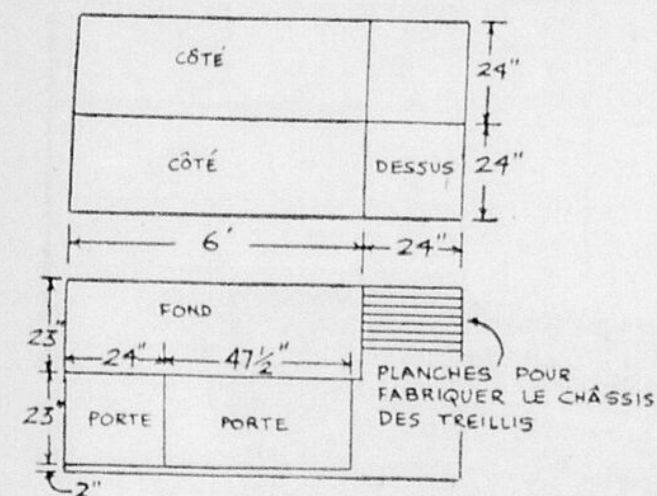 CÔTÉ
24"
CÔTÉ
DESSUS
24"
6'
24"
FOND
23"
24"
47½"
PLANCHES POUR
FABRIQUER LE CHÂSSIS
DES TREILLIS
23"
PORTE
PORTE
2"